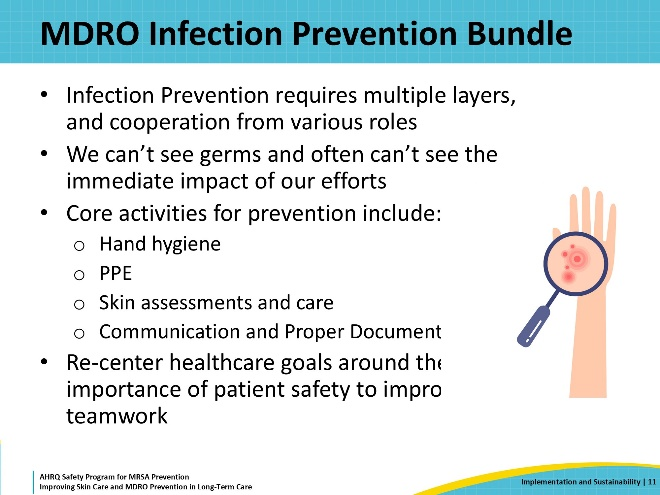 MDRO Infection Prevention Bundle
• Infection Prevention requires multiple layers,
and cooperation from various roles
• We can’t see germs and often can’t see the
immediate impact of our efforts
• Core activities for prevention include:
o Hand hygiene
o PPE
o Skin assessments and care
o Communication and Proper Document
• Re-center healthcare goals around the
importance of patient safety to impro
teamwork
AHRQ Safety Program for MRSA Prevention
Improving Skin Care and MDRO Prevention in Long-Term Care
Implementation and Sustainability | 11